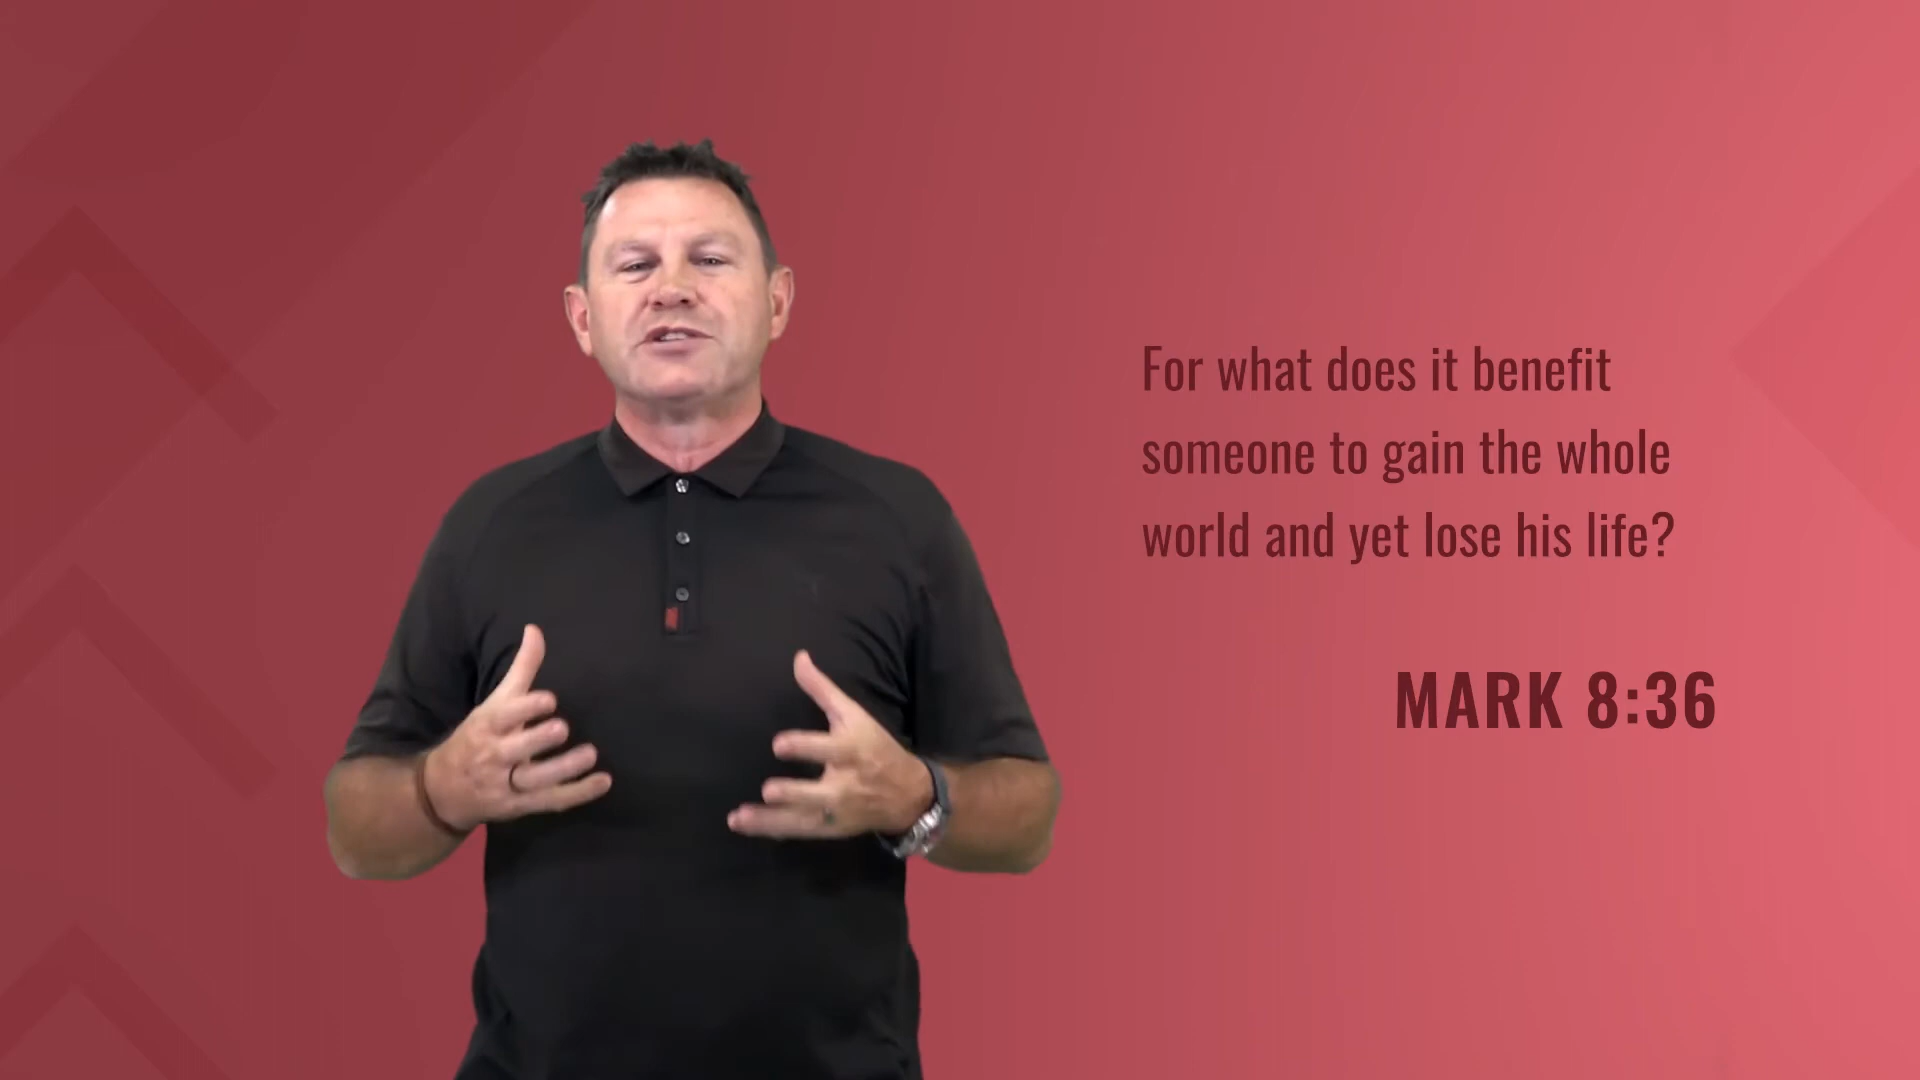 For what does it benefit
someone to gain the whole
world and yet lose his life?
MARK 8:36